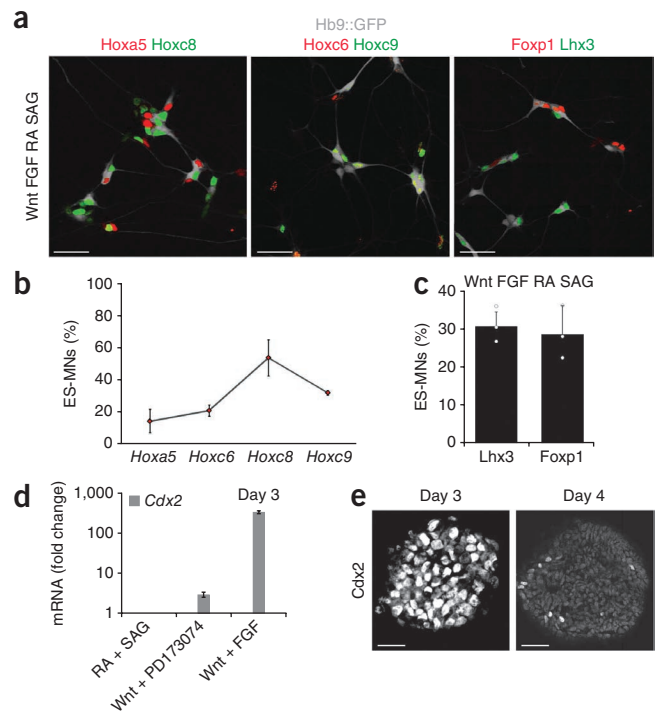 a
Hb9::GFP
Hoxa5 Hoxc8
Hoxc6 Hoxc9
Foxp1 Lhx3
Wnt FGF RA SAG
b
ES-MNs (%)
100
80
60
40
20
0
Hoxa5
Hoxc6
Hoxc8
Hoxc9
c
Wnt FGF RA SAG
ES-MNs (%)
40
30
20
10
0
Lhx3
Foxp1
d
mRNA (fold change)
1,000
100
10
1
Cdx2
Day 3
RA + SAG
Wnt + PD173074
Wnt + FGF
e
Day 3
Day 4
Cdx2